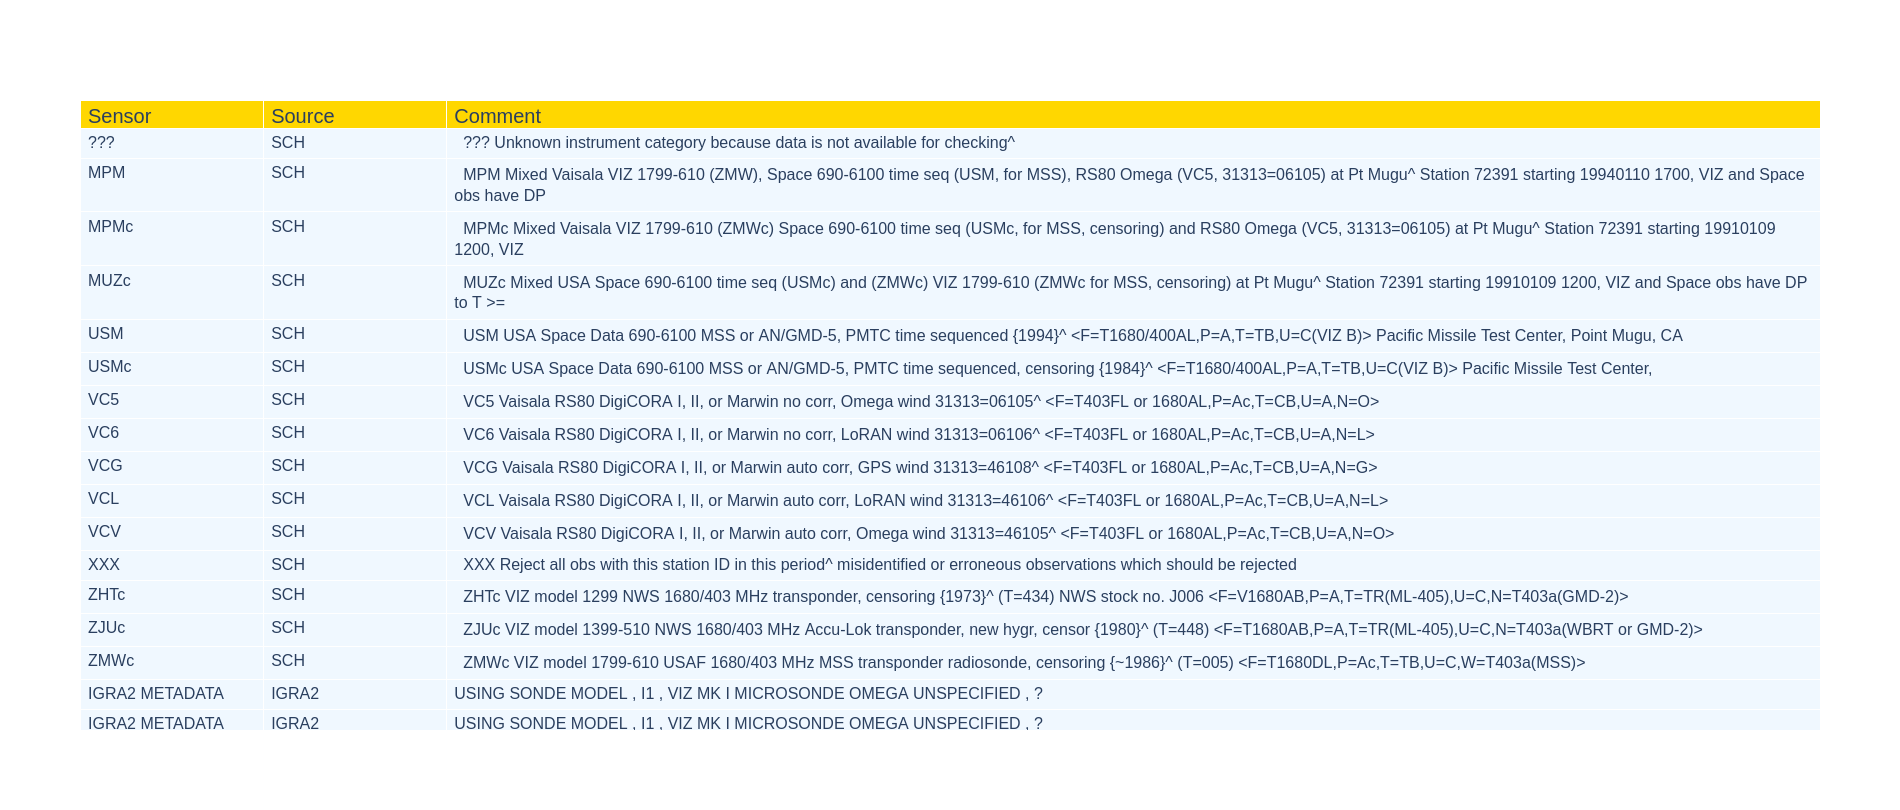 Sensor Source Comment
??? SCH ??? Unknown instrument category because data is not available for checking^
MPM SCH MPM Mixed Vaisala VIZ 1799-610 (ZMW), Space 690-6100 time seq (USM, for MSS), RS80 Omega (VC5, 31313=06105) at Pt Mugu^ Station 72391 starting 19940110 1700, VIZ and Space
obs have DP
MPMc SCH MPMc Mixed Vaisala VIZ 1799-610 (ZMWc) Space 690-6100 time seq (USMc, for MSS, censoring) and RS80 Omega (VC5, 31313=06105) at Pt Mugu^ Station 72391 starting 19910109
1200, VIZ
MUZc SCH MUZc Mixed USA Space 690-6100 time seq (USMc) and (ZMWc) VIZ 1799-610 (ZMWc for MSS, censoring) at Pt Mugu^ Station 72391 starting 19910109 1200, VIZ and Space obs have DP
to T >=
USM SCH USM USA Space Data 690-6100 MSS or AN/GMD-5, PMTC time sequenced {1994}^ <F=T1680/400AL,P=A,T=TB,U=C(VIZ B)> Pacific Missile Test Center, Point Mugu, CA
USMc SCH USMc USA Space Data 690-6100 MSS or AN/GMD-5, PMTC time sequenced, censoring {1984}^ <F=T1680/400AL,P=A,T=TB,U=C(VIZ B)> Pacific Missile Test Center,
VC5 SCH VC5 Vaisala RS80 DigiCORA I, II, or Marwin no corr, Omega wind 31313=06105^ <F=T403FL or 1680AL,P=Ac,T=CB,U=A,N=O>
VC6 SCH VC6 Vaisala RS80 DigiCORA I, II, or Marwin no corr, LoRAN wind 31313=06106^ <F=T403FL or 1680AL,P=Ac,T=CB,U=A,N=L>
VCG SCH VCG Vaisala RS80 DigiCORA I, II, or Marwin auto corr, GPS wind 31313=46108^ <F=T403FL or 1680AL,P=Ac,T=CB,U=A,N=G>
VCL SCH VCL Vaisala RS80 DigiCORA I, II, or Marwin auto corr, LoRAN wind 31313=46106^ <F=T403FL or 1680AL,P=Ac,T=CB,U=A,N=L>
VCV SCH VCV Vaisala RS80 DigiCORA I, II, or Marwin auto corr, Omega wind 31313=46105^ <F=T403FL or 1680AL,P=Ac,T=CB,U=A,N=O>
XXX SCH XXX Reject all obs with this station ID in this period^ misidentified or erroneous observations which should be rejected
ZHTc SCH ZHTc VIZ model 1299 NWS 1680/403 MHz transponder, censoring {1973}^ (T=434) NWS stock no. J006 <F=V1680AB,P=A,T=TR(ML-405),U=C,N=T403a(GMD-2)>
ZJUc SCH ZJUc VIZ model 1399-510 NWS 1680/403 MHz Accu-Lok transponder, new hygr, censor {1980}^ (T=448) <F=T1680AB,P=A,T=TR(ML-405),U=C,N=T403a(WBRT or GMD-2)>
ZMWc SCH ZMWc VIZ model 1799-610 USAF 1680/403 MHz MSS transponder radiosonde, censoring {~1986}^ (T=005) <F=T1680DL,P=Ac,T=TB,U=C,W=T403a(MSS)>
IGRA2 METADATA IGRA2 USING SONDE MODEL , I1 , VIZ MK I MICROSONDE OMEGA UNSPECIFIED , ?
IGRA2 METADATA IGRA2 USING SONDE MODEL , I1 , VIZ MK I MICROSONDE OMEGA UNSPECIFIED , ?